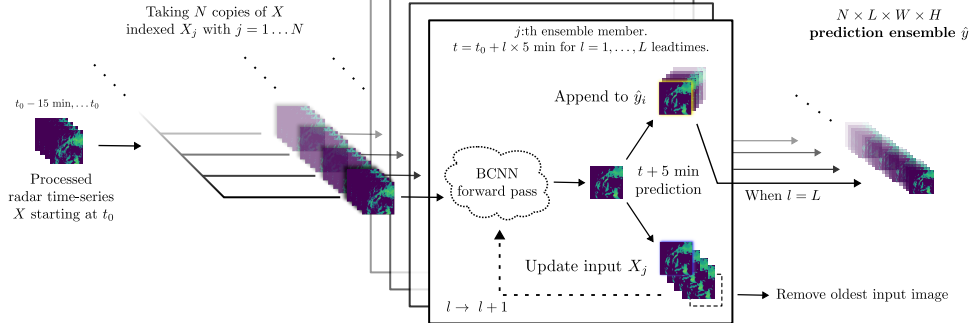 Taking N copies of X
indexed X_j with j = 1 … N
t_0 − 15 min, … t_0
Processed
radar time-series
X starting at t_0
j:th ensemble member.
t = t_0 + l × 5 min for l = 1, … , L leadtimes.
Append to ŷ_i
BCNN
forward pass
t + 5 min
prediction
Update input X_j
l → l + 1
N × L × W × H
prediction ensemble ŷ
When l = L
Remove oldest input image